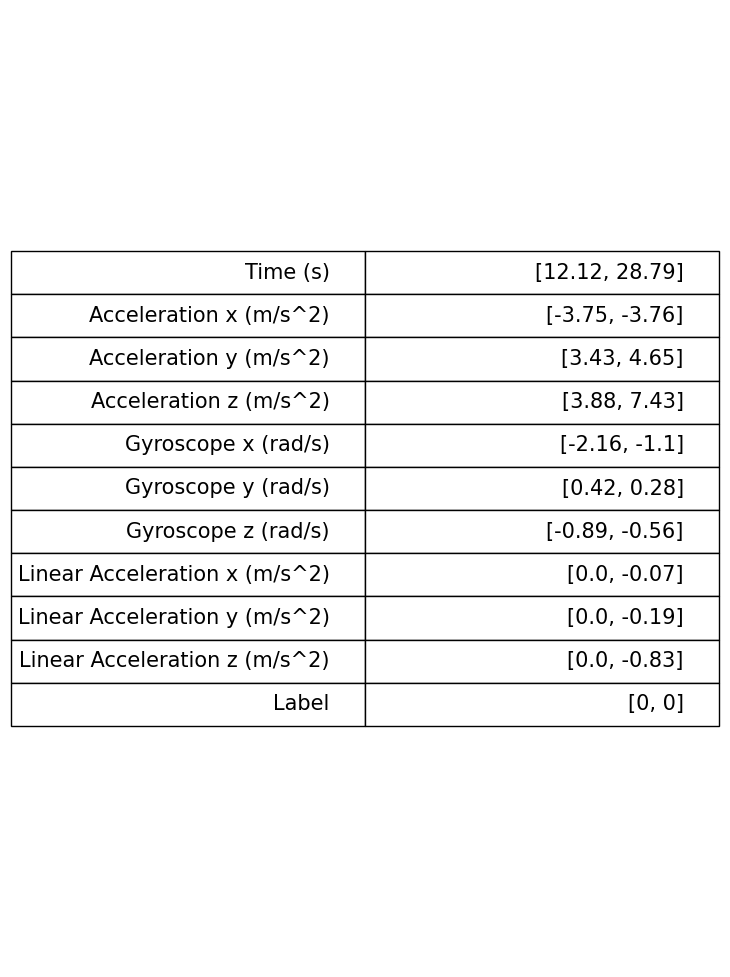 Time (s) [12.12, 28.79]
Acceleration x (m/s^2) [-3.75, -3.76]
Acceleration y (m/s^2) [3.43, 4.65]
Acceleration z (m/s^2) [3.88, 7.43]
Gyroscope x (rad/s) [-2.16, -1.1]
Gyroscope y (rad/s) [0.42, 0.28]
Gyroscope z (rad/s) [-0.89, -0.56]
Linear Acceleration x (m/s^2) [0.0, -0.07]
Linear Acceleration y (m/s^2) [0.0, -0.19]
Linear Acceleration z (m/s^2) [0.0, -0.83]
Label [0, 0]